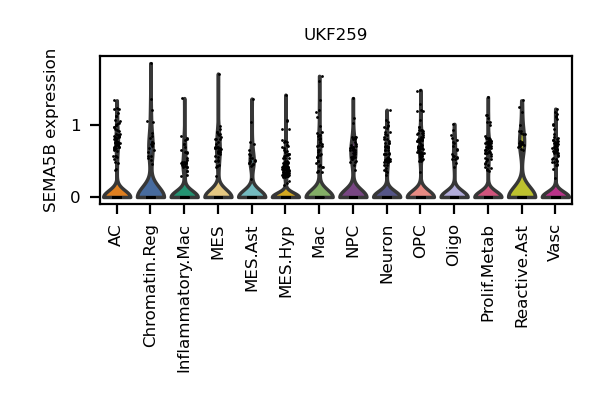 UKF259
SEMA5B expression
1
0
AC
Chromatin.Reg
Inflammatory.Mac
MES
MES.Ast
MES.Hyp
Mac
NPC
Neuron
OPC
Oligo
Prolif.Metab
Reactive.Ast
Vasc